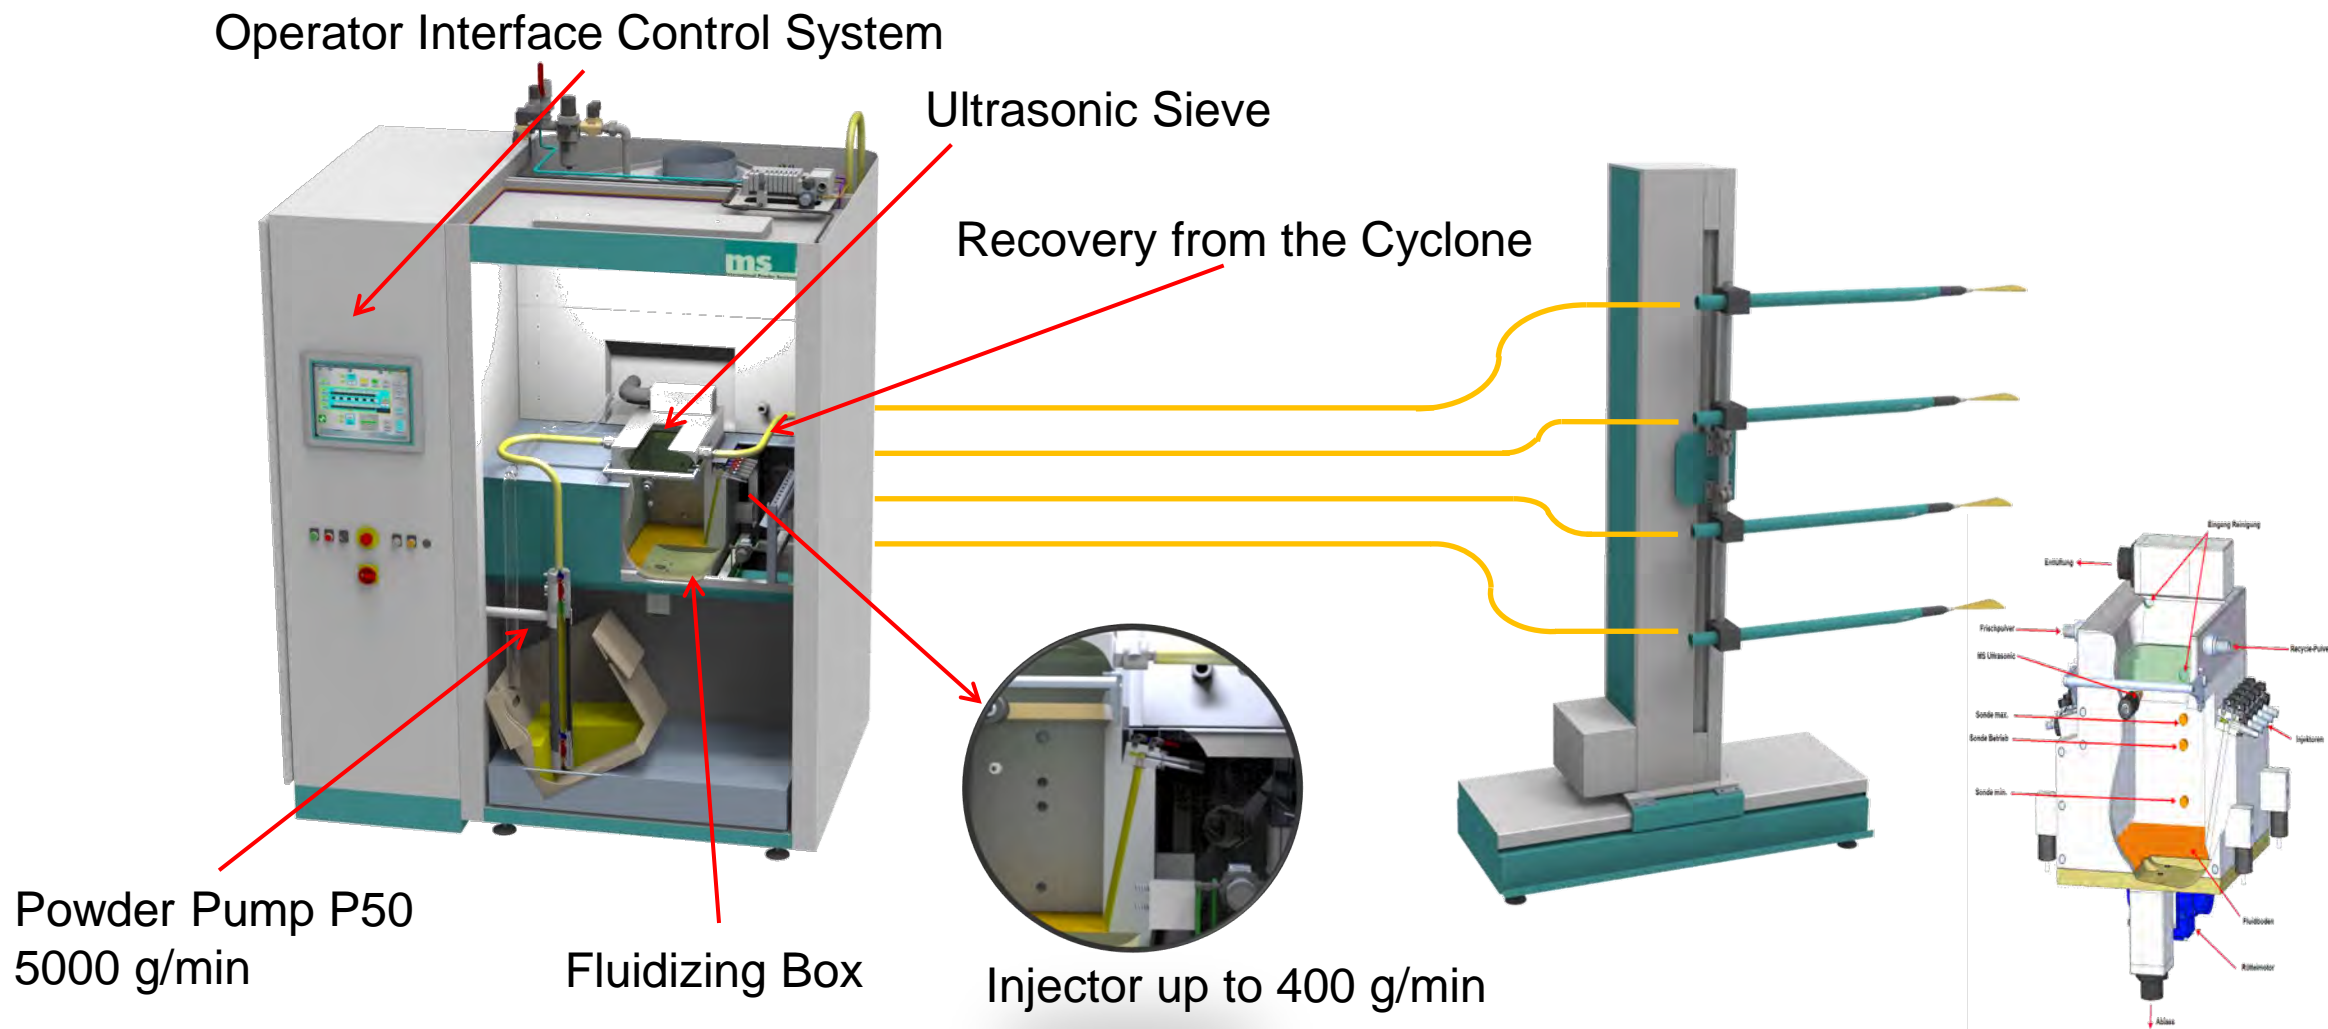 Operator Interface Control System
Ultrasonic Sieve
Recovery from the Cyclone
ms
Powder Pump P50
5000 g/min
Fluidizing Box
Injector up to 400 g/min
Eingang Reinigung
Entlüftung
Frischpulver
MS Ultrasonic
Recycle-Pulve
Sonde max.
Sonde Betrieb
Injektoren
Sonde min.
Fluidboden
Rüttelmotor
Ablass